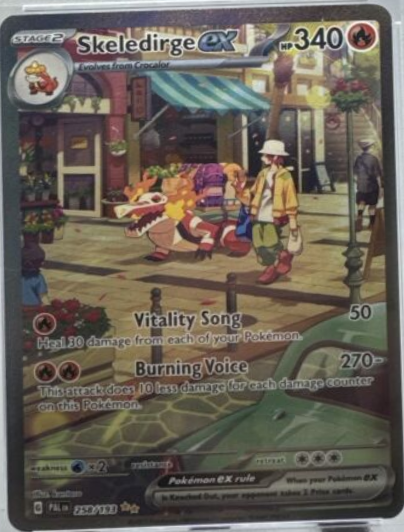 STAGE 2
Skeledirge ex HP 340
Evolves from Crocalor
Vitality Song 50
Heal 30 damage from each of your Pokémon.
Burning Voice 270-
This attack does 10 less damage for each damage counter
on this Pokémon.
weakness ×2 resistance retreat
Pokémon ex rule When your Pokémon ex
is Knocked Out, your opponent takes 2 Prize cards.
Illus.
G PAL EN 258/193